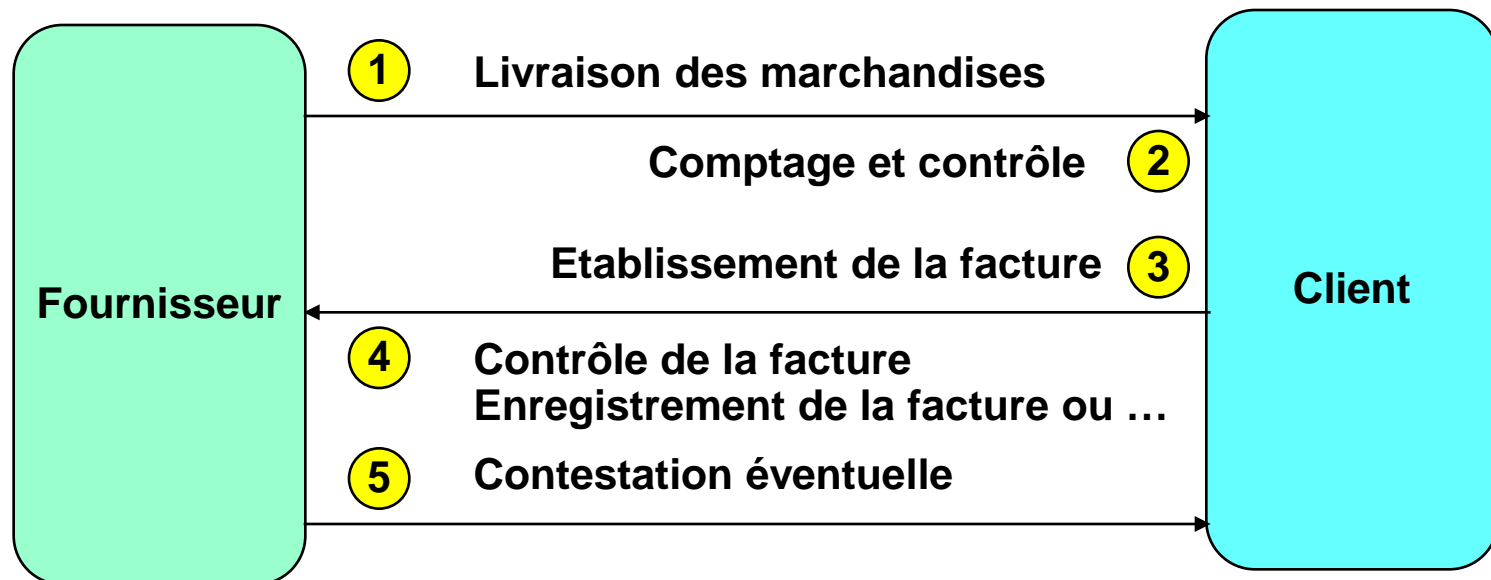 1 Livraison des marchandises
Comptage et contrôle 2
Etablissement de la facture 3
Fournisseur
Client
4 Contrôle de la facture
Enregistrement de la facture ou …
5 Contestation éventuelle